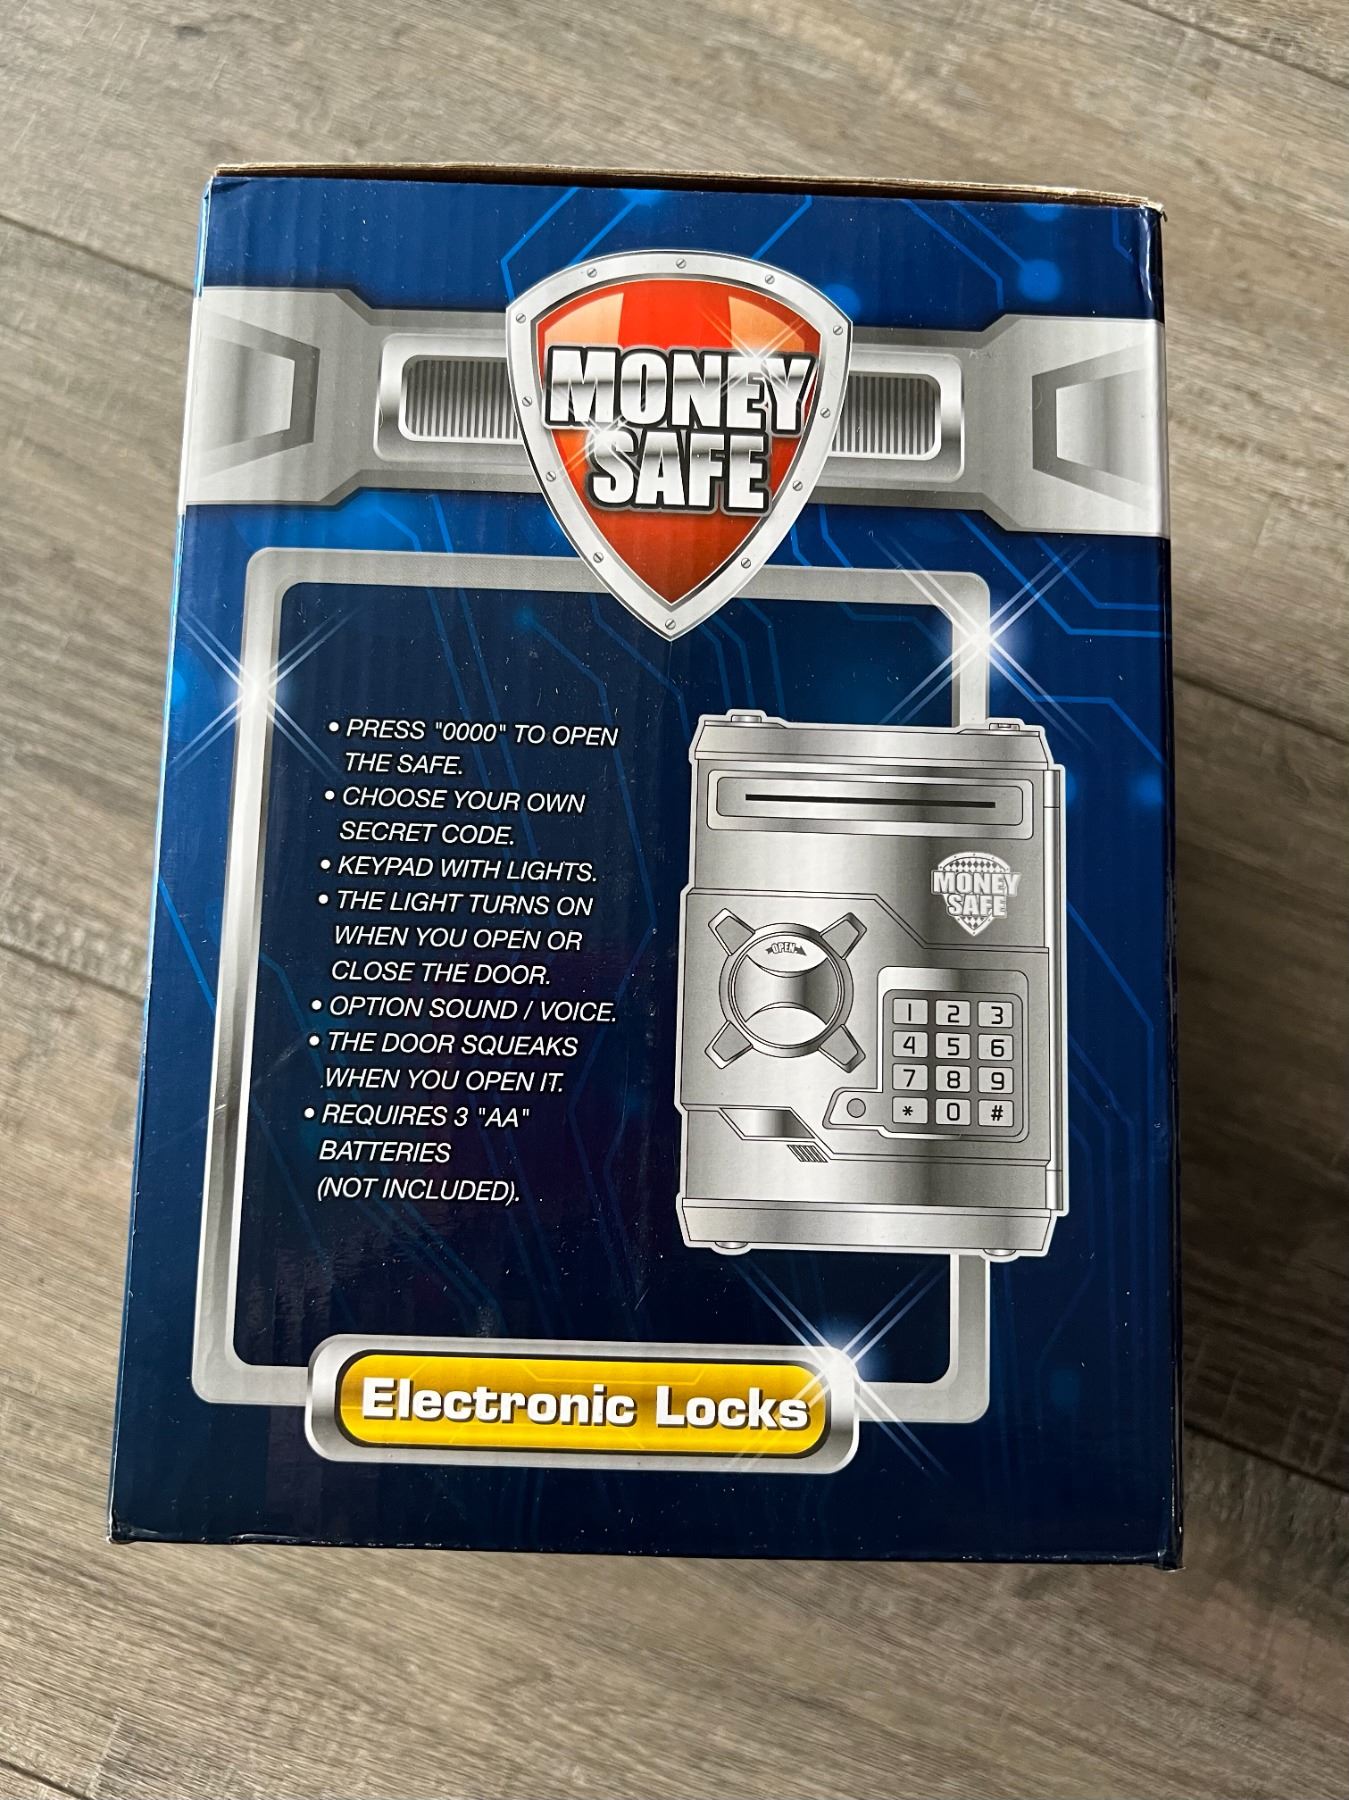 MONEY
SAFE
• PRESS "0000" TO OPEN
THE SAFE.
• CHOOSE YOUR OWN
SECRET CODE.
• KEYPAD WITH LIGHTS.
• THE LIGHT TURNS ON
WHEN YOU OPEN OR
CLOSE THE DOOR.
• OPTION SOUND / VOICE.
• THE DOOR SQUEAKS
WHEN YOU OPEN IT.
• REQUIRES 3 "AA"
BATTERIES
(NOT INCLUDED).
MONEY
SAFE
OPEN
1 2 3
4 5 6
7 8 9
* 0 #
Electronic Locks